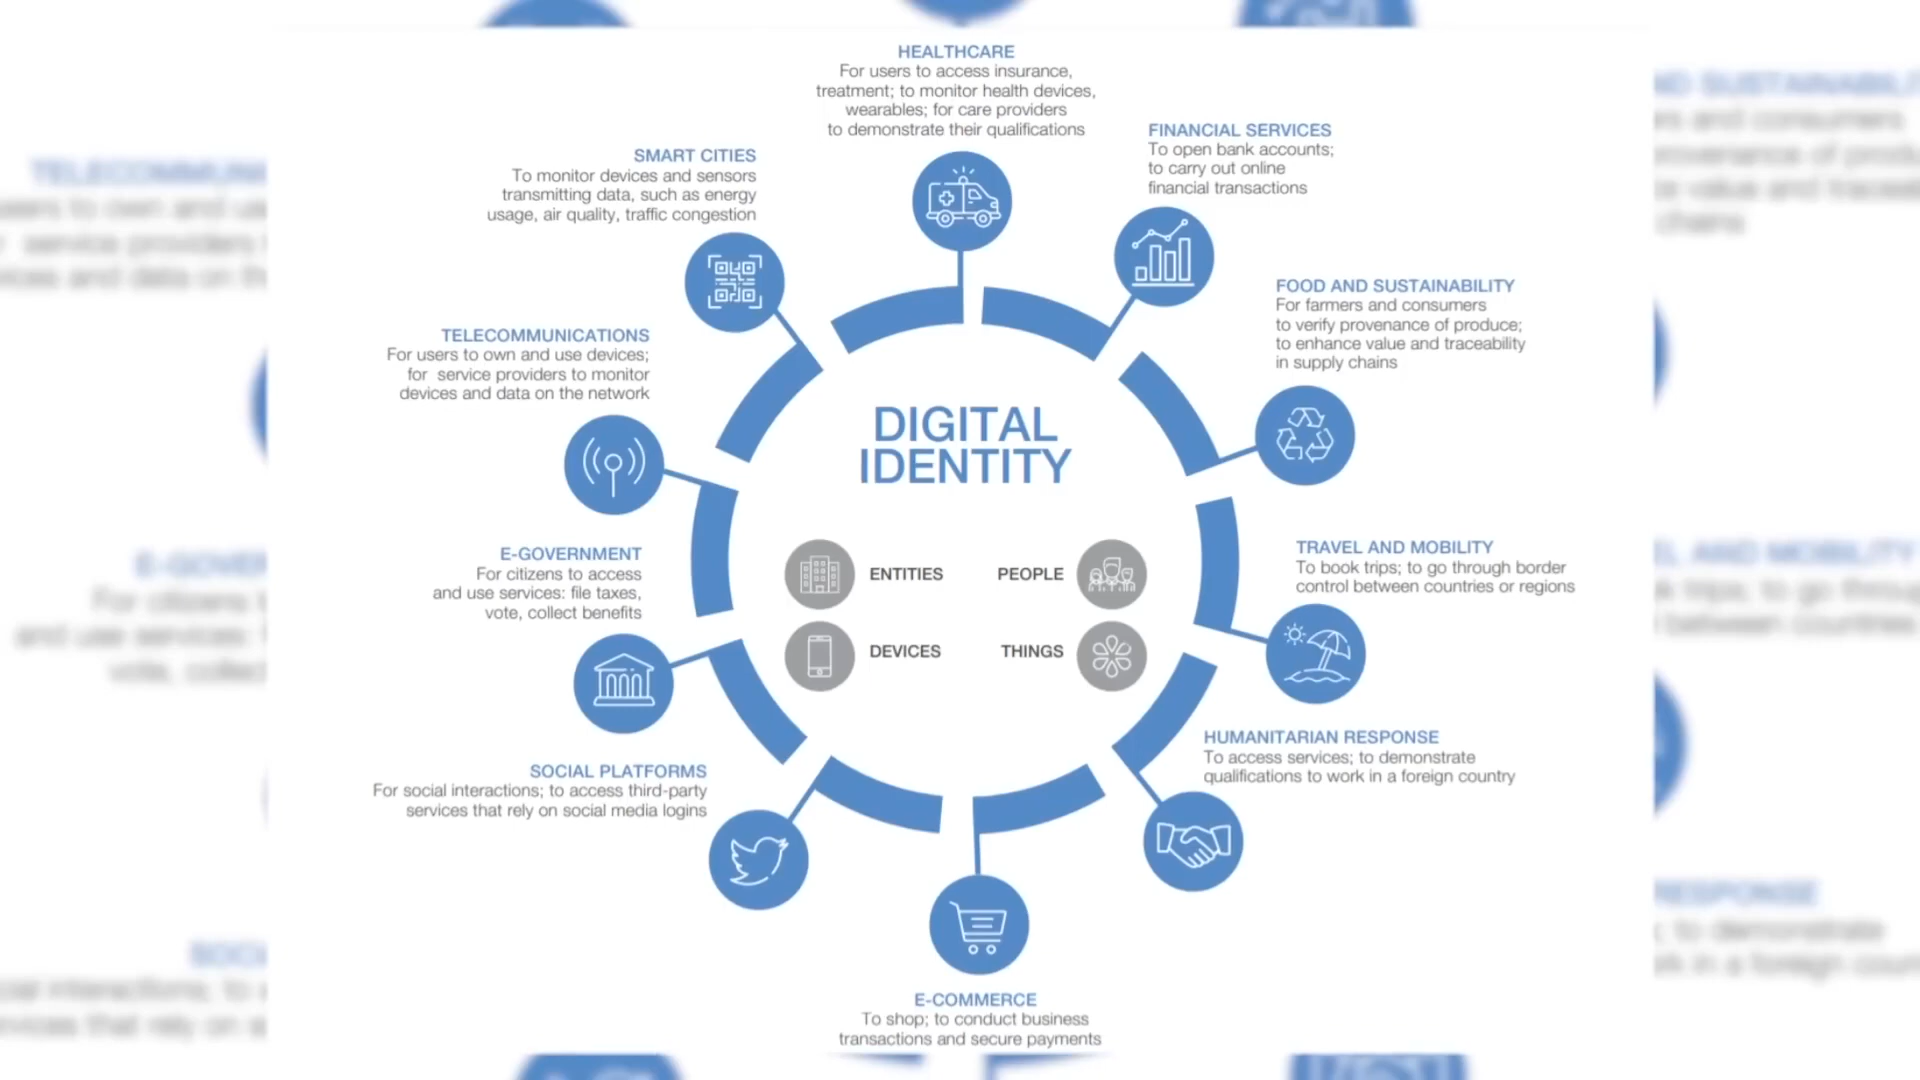 HEALTHCARE
For users to access insurance,
treatment; to monitor health devices,
wearables; for care providers
to demonstrate their qualifications
FINANCIAL SERVICES
To open bank accounts;
to carry out online
financial transactions
SMART CITIES
To monitor devices and sensors
transmitting data, such as energy
usage, air quality, traffic congestion
FOOD AND SUSTAINABILITY
For farmers and consumers
to verify provenance of produce;
to enhance value and traceability
in supply chains
TELECOMMUNICATIONS
For users to own and use devices;
for service providers to monitor
devices and data on the network
DIGITAL
IDENTITY
E-GOVERNMENT
For citizens to access
and use services: file taxes,
vote, collect benefits
ENTITIES
PEOPLE
DEVICES
THINGS
TRAVEL AND MOBILITY
To book trips; to go through border
control between countries or regions
HUMANITARIAN RESPONSE
To access services; to demonstrate
qualifications to work in a foreign country
SOCIAL PLATFORMS
For social interactions; to access third-party
services that rely on social media logins
E-COMMERCE
To shop; to conduct business
transactions and secure payments